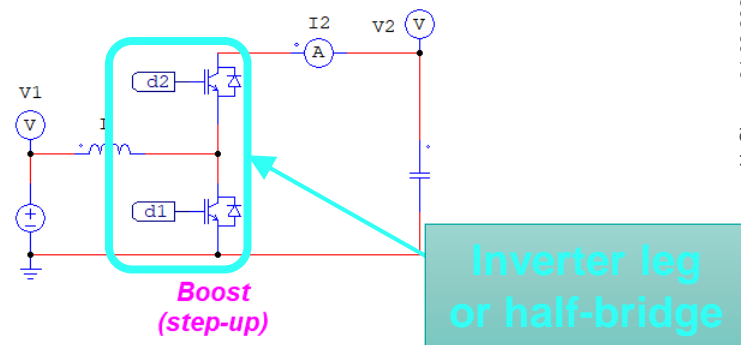 I2
V2
V
A
d2
V1
V
I
d1
Boost
(step-up)
Inverter leg
or half-bridge